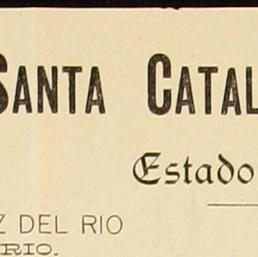 SANTA CATAL
Estado
Z DEL RIO
RIO.